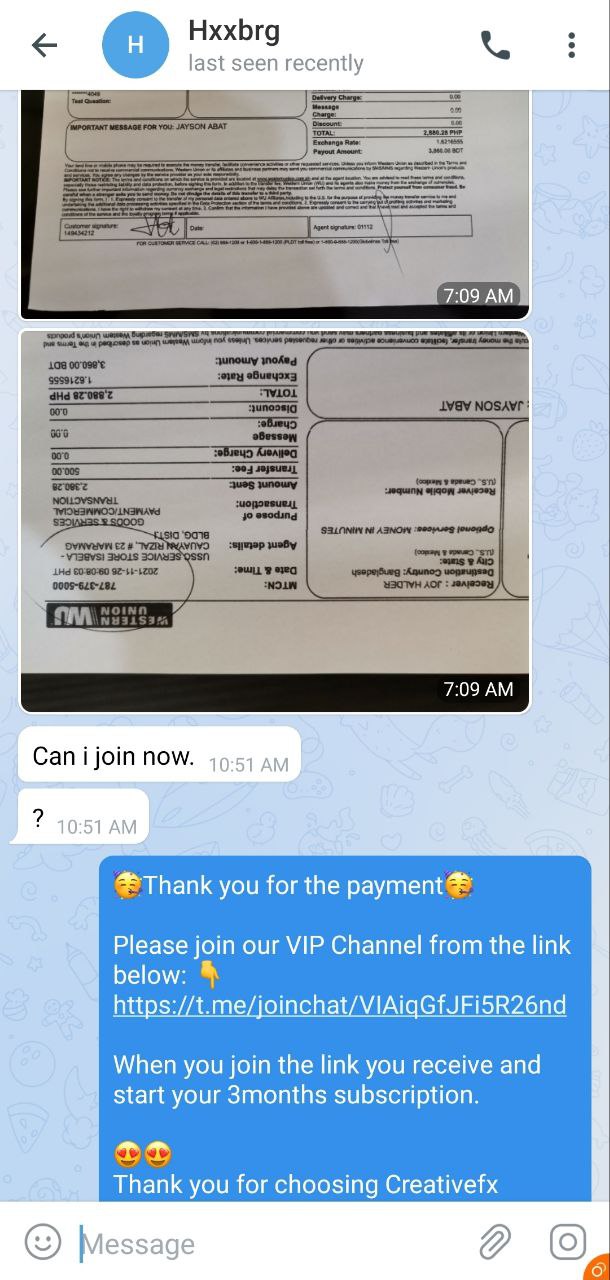 H
Hxxbrg
last seen recently
Test Question:
Delivery Charge: 0.00
Message
Charge: 0.00
Discount: 0.00
TOTAL: 2,880.28 PHP
Exchange Rate: 1.6216555
Payout Amount: 3,860.00 BDT
IMPORTANT MESSAGE FOR YOU: JAYSON ABAT
Customer signature:
149434212
Date:
Agent signature: 01112
7:09 AM
WESTERN
UNION WU
MTCN: 787-379-5000
Date & Time: 2021-11-26 09:08:03 PHT
Agent details: USSC SERVICE STORE ISABELA -
CAUAYAN RIZAL, # 23 MARAMAG
BLDG, DIST.I
Purpose of
Transaction: GOODS & SERVICES
PAYMENT/COMMERCIAL
TRANSACTION
Amount Sent: 2,380.28
Transfer Fee: 500.00
Delivery Charge: 0.00
Message
Charge: 0.00
Discount: 0.00
TOTAL: 2,880.28 PHP
Exchange Rate: 1.6216555
Payout Amount: 3,860.00 BDT
Receiver : JOY HALDER
Destination Country: Bangladesh
City & State:
(U.S., Canada & Mexico)
Optional Services: MONEY IN MINUTES
Receiver Mobile Number:
(U.S., Canada & Mexico)
: JAYSON ABAT
7:09 AM
Can i join now. 10:51 AM
? 10:51 AM
🥳Thank you for the payment🥳
Please join our VIP Channel from the link
below: 👇
https://t.me/joinchat/VIAiqGfJFi5R26nd
When you join the link you receive and
start your 3months subscription.
😍😍
Thank you for choosing Creativefx
Message